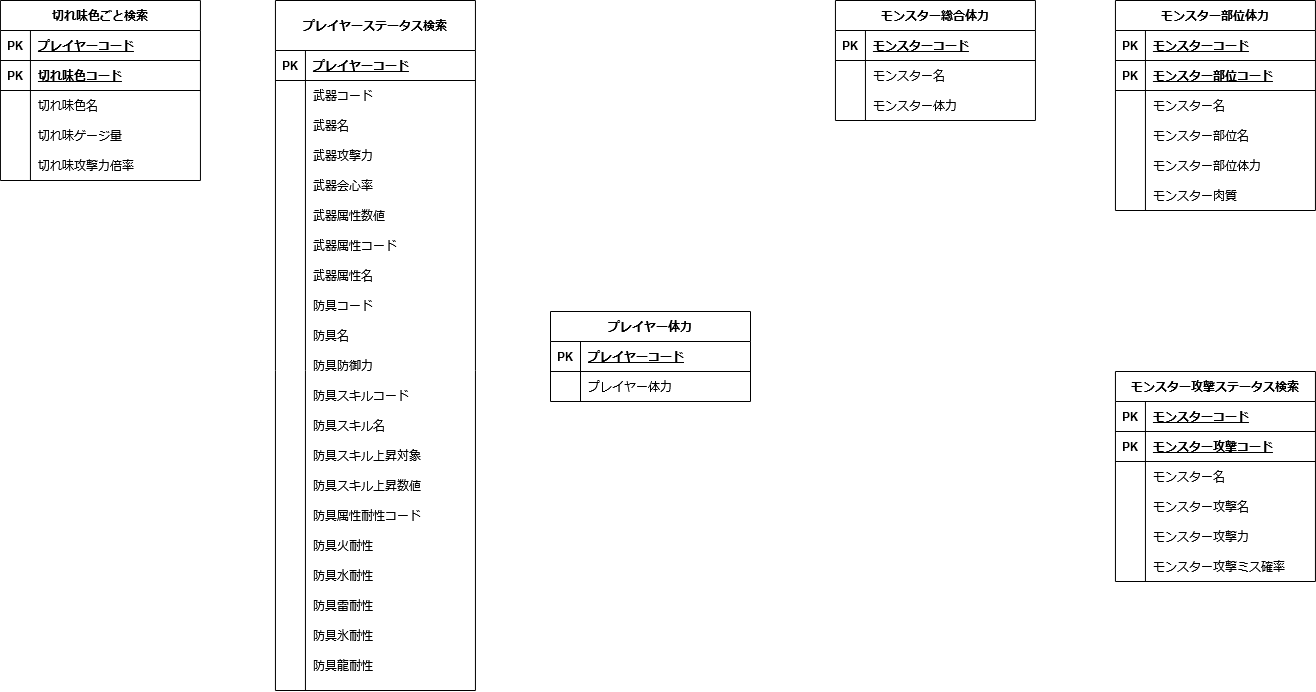 切れ味色ごと検索
PK プレイヤーコード
PK 切れ味色コード
切れ味色名
切れ味ゲージ量
切れ味攻撃力倍率
プレイヤーステータス検索
PK プレイヤーコード
武器コード
武器名
武器攻撃力
武器会心率
武器属性数値
武器属性コード
武器属性名
防具コード
防具名
防具防御力
防具スキルコード
防具スキル名
防具スキル上昇対象
防具スキル上昇数値
防具属性耐性コード
防具火耐性
防具水耐性
防具雷耐性
防具氷耐性
防具龍耐性
プレイヤー体力
PK プレイヤーコード
プレイヤー体力
モンスター総合体力
PK モンスターコード
モンスター名
モンスター体力
モンスター部位体力
PK モンスターコード
PK モンスター部位コード
モンスター名
モンスター部位名
モンスター部位体力
モンスター肉質
モンスター攻撃ステータス検索
PK モンスターコード
PK モンスター攻撃コード
モンスター名
モンスター攻撃名
モンスター攻撃力
モンスター攻撃ミス確率